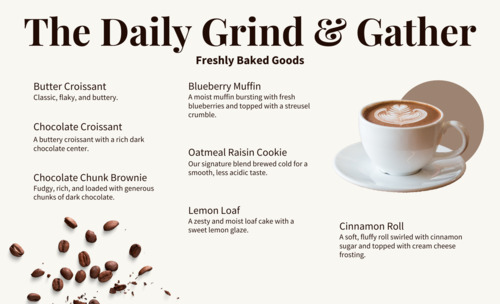 The Daily Grind & Gather
Freshly Baked Goods
Butter Croissant
Classic, flaky, and buttery.
Chocolate Croissant
A buttery croissant with a rich dark
chocolate center.
Chocolate Chunk Brownie
Fudgy, rich, and loaded with generous
chunks of dark chocolate.
Blueberry Muffin
A moist muffin bursting with fresh
blueberries and topped with a streusel
crumble.
Oatmeal Raisin Cookie
Our signature blend brewed cold for a
smooth, less acidic taste.
Lemon Loaf
A zesty and moist loaf cake with a
sweet lemon glaze.
Cinnamon Roll
A soft, fluffy roll swirled with cinnamon
sugar and topped with cream cheese
frosting.